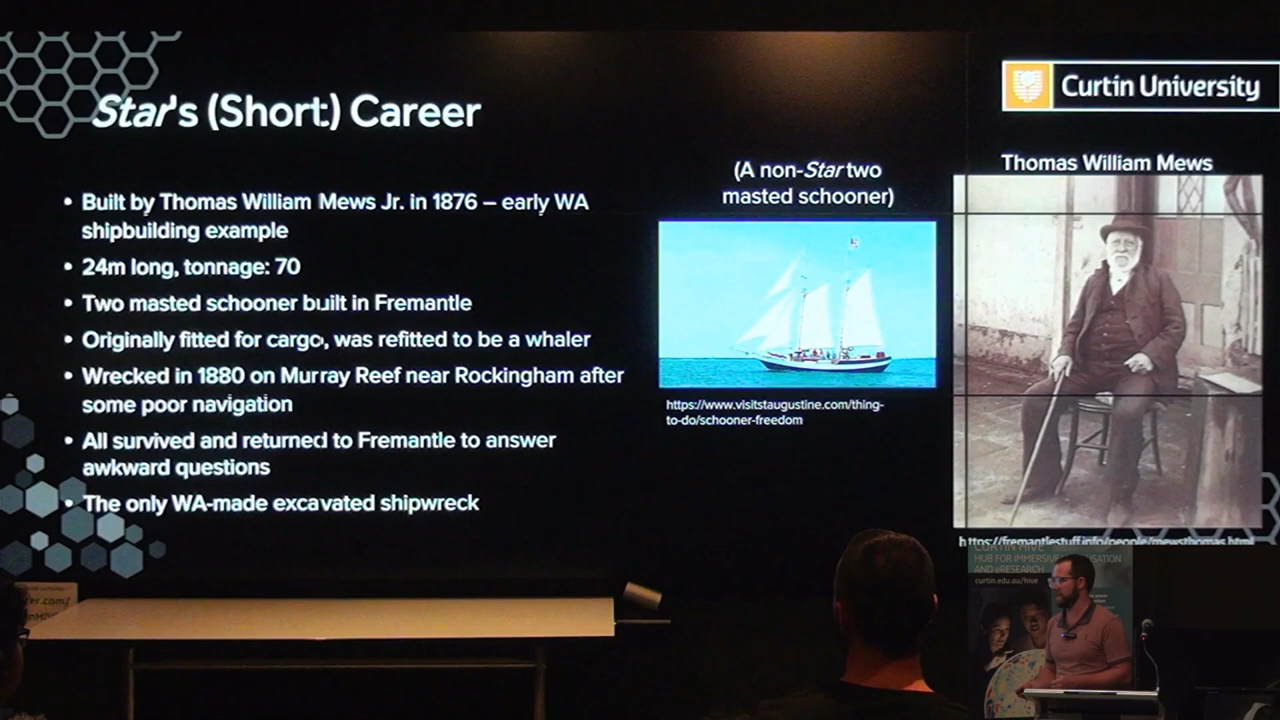 Star's (Short) Career
Curtin University
• Built by Thomas William Mews Jr. in 1876 – early WA
shipbuilding example
• 24m long, tonnage: 70
• Two masted schooner built in Fremantle
• Originally fitted for cargo, was refitted to be a whaler
• Wrecked in 1880 on Murray Reef near Rockingham after
some poor navigation
• All survived and returned to Fremantle to answer
awkward questions
• The only WA-made excavated shipwreck
(A non-Star two
masted schooner)
https://www.visitstaugustine.com/thing-
to-do/schooner-freedom
Thomas William Mews
https://fremantlestuff.info/people/mewsthomas.html
CURTIN HIVE
HUB FOR IMMERSIVE VISUALISATION
AND eRESEARCH
curtin.edu.au/hive